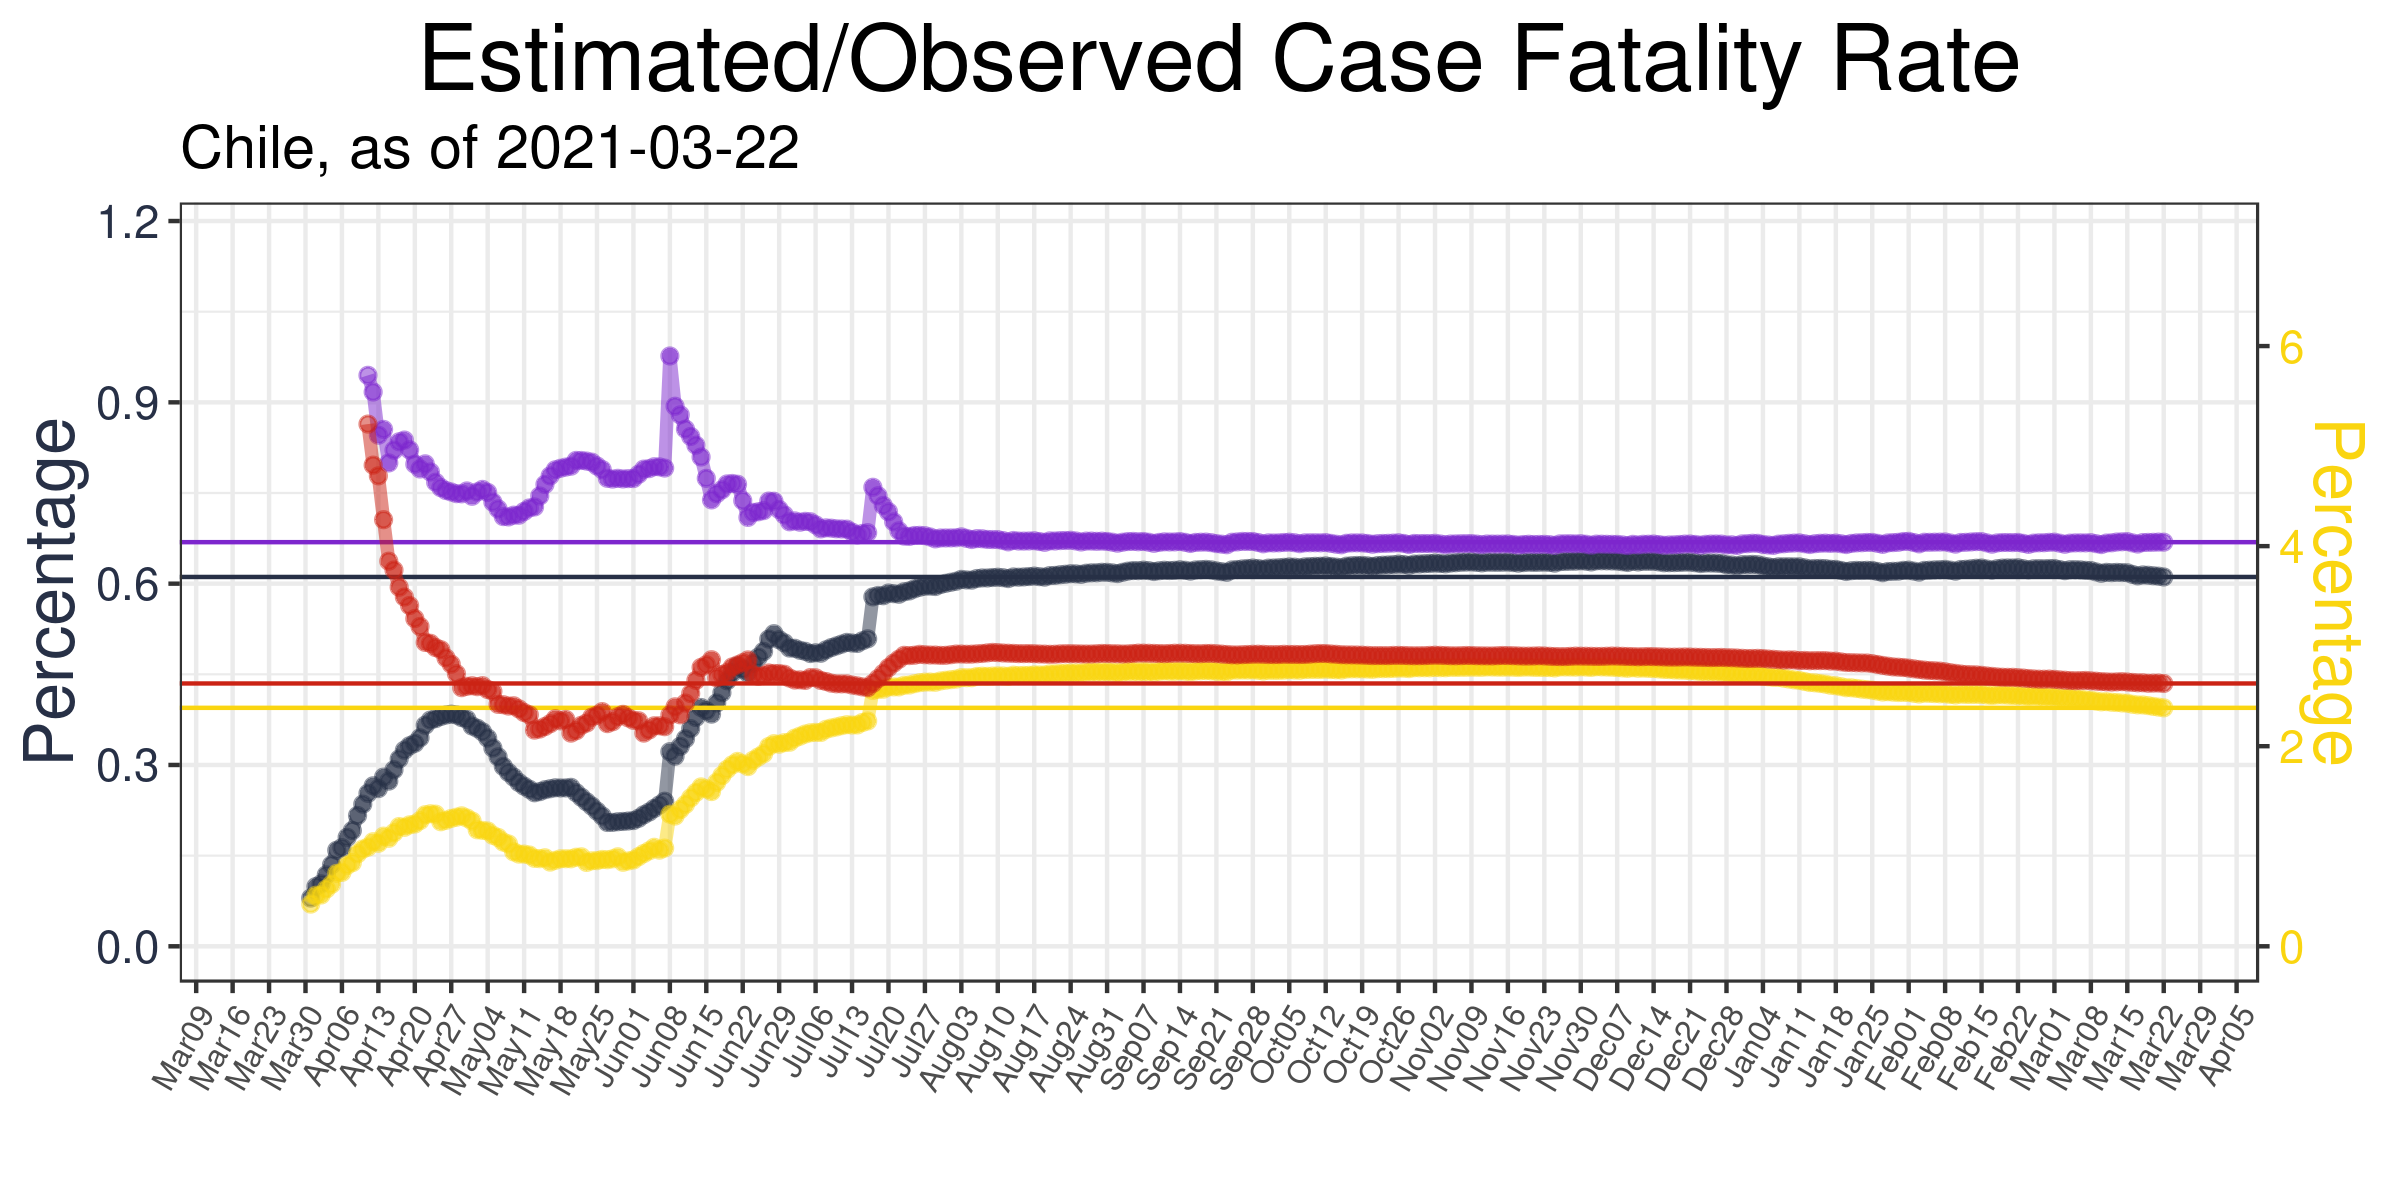 Estimated/Observed Case Fatality Rate
Chile, as of 2021-03-22
Percentage
1.2
0.9
0.6
0.3
0.0
6
4
2
0
Percentage
Mar09 Mar16 Mar23 Mar30 Apr06 Apr13 Apr20 Apr27 May04 May11 May18 May25 Jun01 Jun08 Jun15 Jun22 Jun29 Jul06 Jul13 Jul20 Jul27 Aug03 Aug10 Aug17 Aug24 Aug31 Sep07 Sep14 Sep21 Sep28 Oct05 Oct12 Oct19 Oct26 Nov02 Nov09 Nov16 Nov23 Nov30 Dec07 Dec14 Dec21 Dec28 Jan04 Jan11 Jan18 Jan25 Feb01 Feb08 Feb15 Feb22 Mar01 Mar08 Mar15 Mar22 Mar29 Apr05